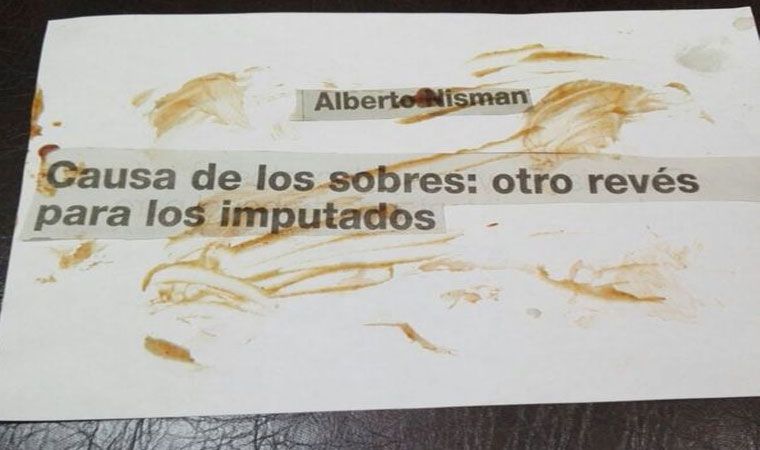 Alberto Nisman
Causa de los sobres: otro revés
para los imputados